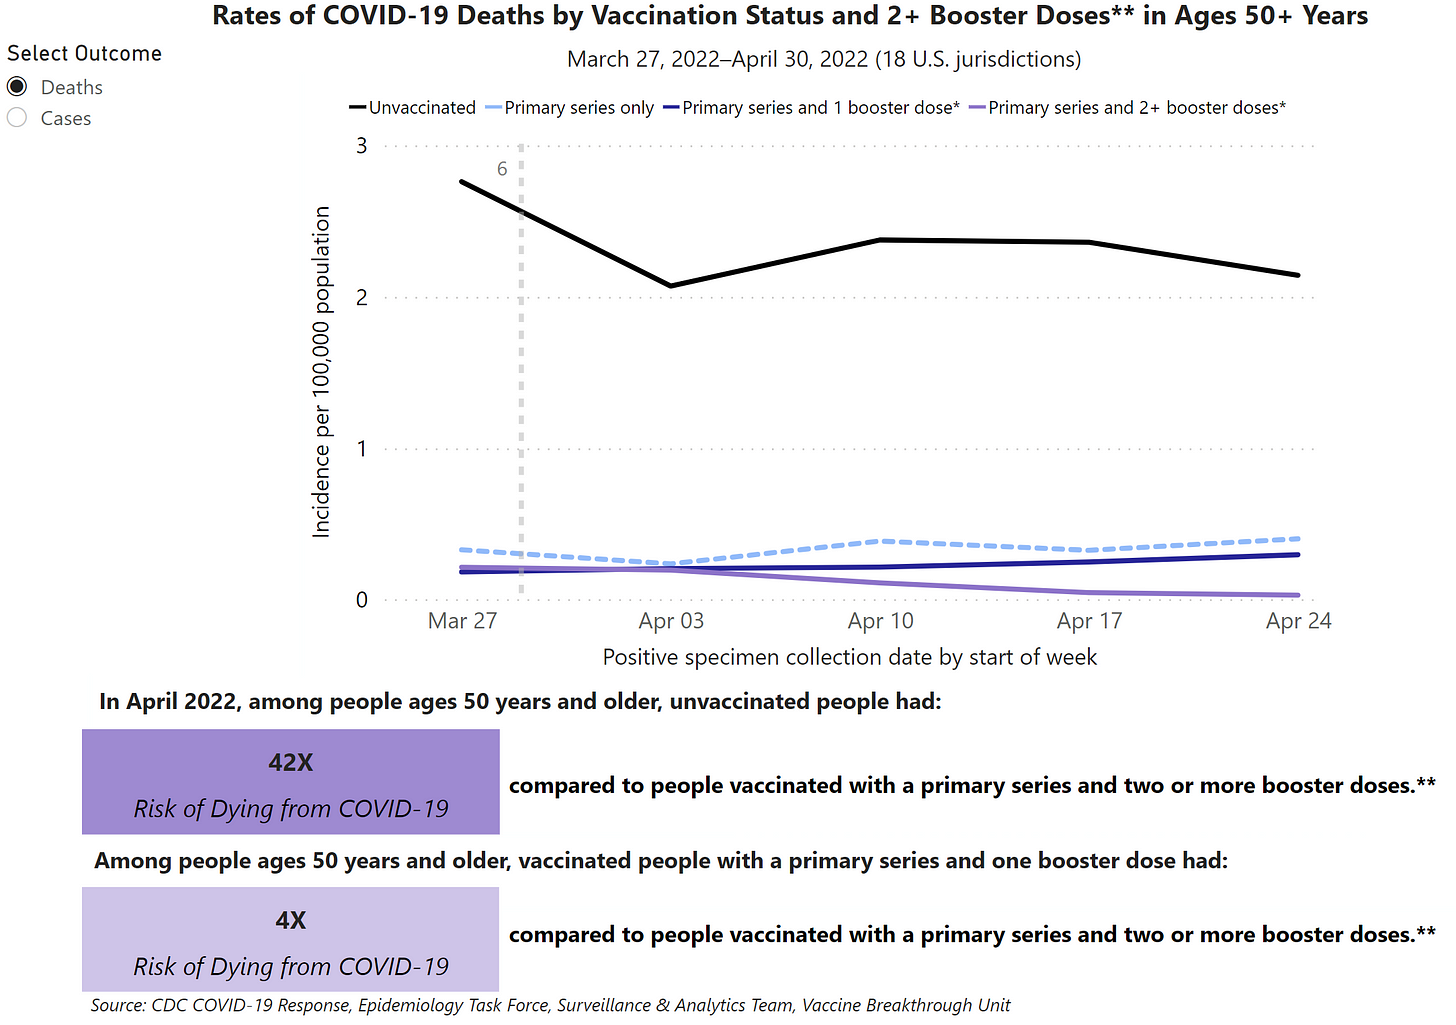 Rates of COVID-19 Deaths by Vaccination Status and 2+ Booster Doses** in Ages 50+ Years
March 27, 2022–April 30, 2022 (18 U.S. jurisdictions)
Select Outcome
Deaths
Cases
Unvaccinated Primary series only Primary series and 1 booster dose* Primary series and 2+ booster doses*
Incidence per 100,000 population
3
6
2
1
0
Mar 27 Apr 03 Apr 10 Apr 17 Apr 24
Positive specimen collection date by start of week
In April 2022, among people ages 50 years and older, unvaccinated people had:
42X
Risk of Dying from COVID-19
compared to people vaccinated with a primary series and two or more booster doses.**
Among people ages 50 years and older, vaccinated people with a primary series and one booster dose had:
4X
Risk of Dying from COVID-19
compared to people vaccinated with a primary series and two or more booster doses.**
Source: CDC COVID-19 Response, Epidemiology Task Force, Surveillance & Analytics Team, Vaccine Breakthrough Unit